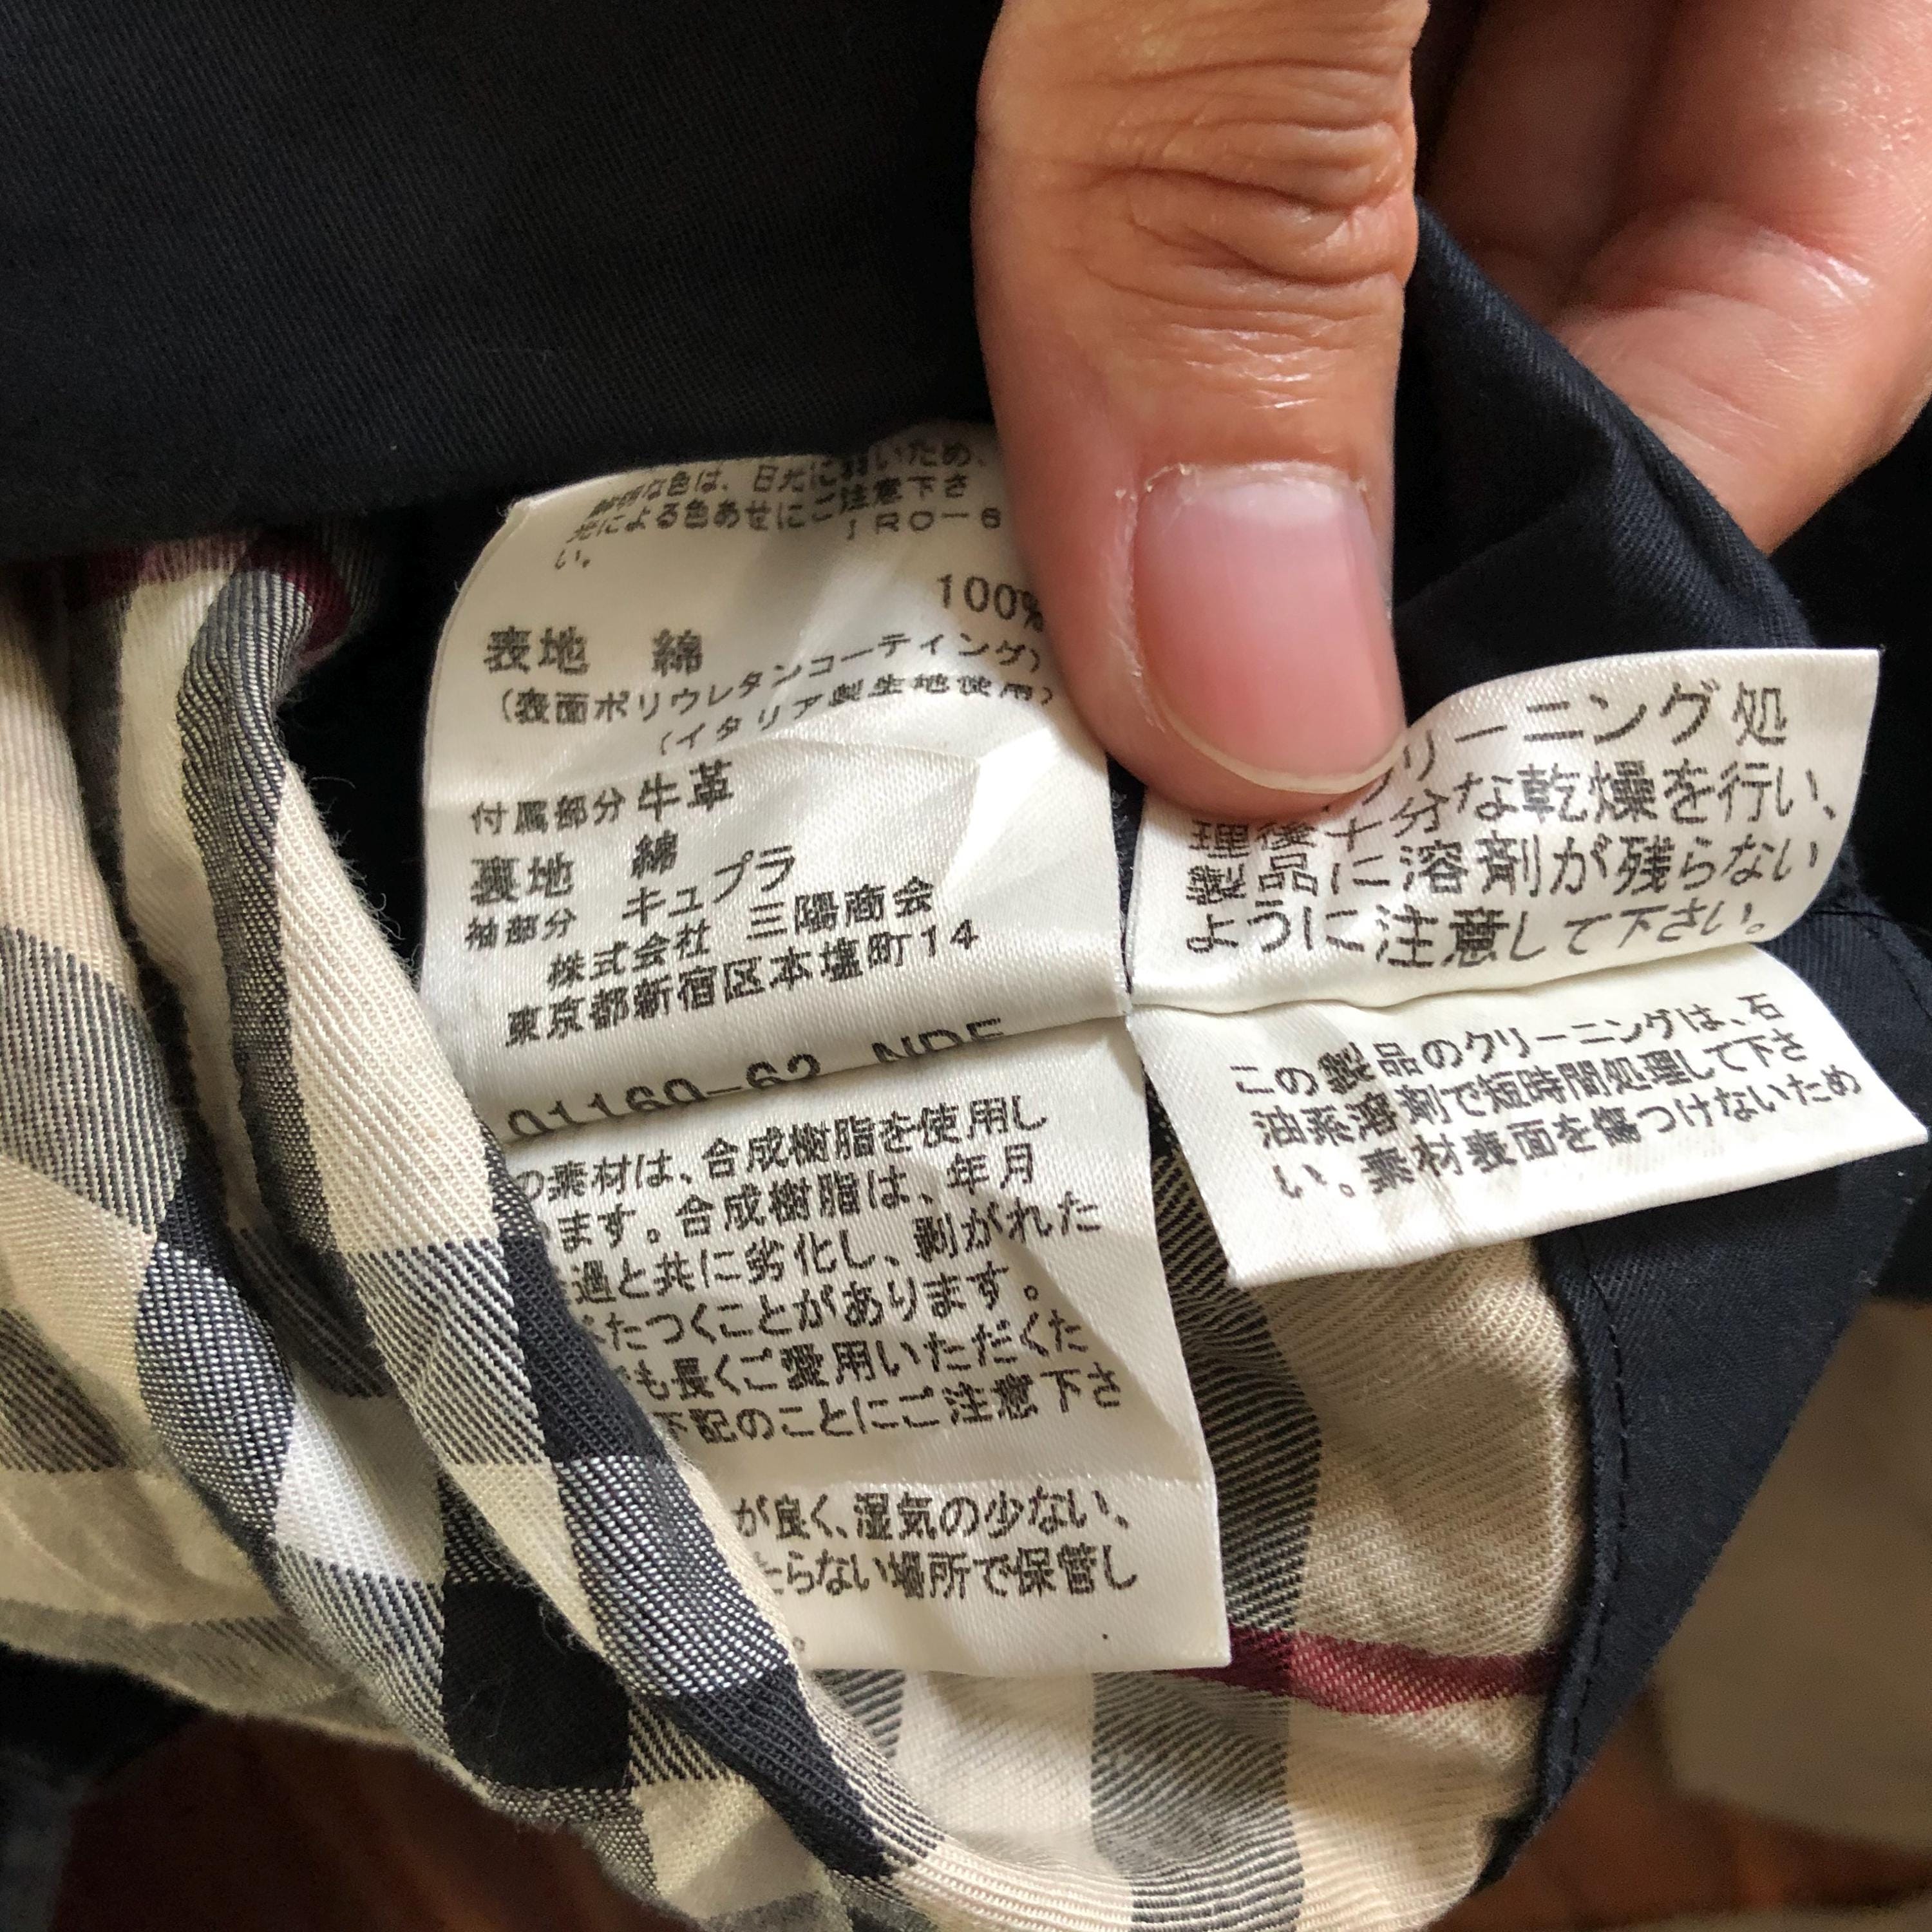 な色は、日光に弱いため、
光による色あせにご注意下さ
い。
JRO-6
100%
表地 綿
(表面ポリウレタンコーティング)
(イタリア製生地使用)
付属部分 牛革
裏地 綿
袖部分 キュプラ
株式会社 三陽商会
東京都新宿区本塩町14
01160-62
の素材は、合成樹脂を使用し
ます。合成樹脂は、年月
過と共に劣化し、剥がれた
たつくことがあります。
も長くご愛用いただくた
下記のことにご注意下さ
が良く、湿気の少ない、
たらない場所で保管し
。
クリーニング処
理後十分な乾燥を行い、
製品に溶剤が残らない
ように注意して下さい。
この製品のクリーニングは、石
油系溶剤で短時間処理して下さ
い。素材表面を傷つけないため